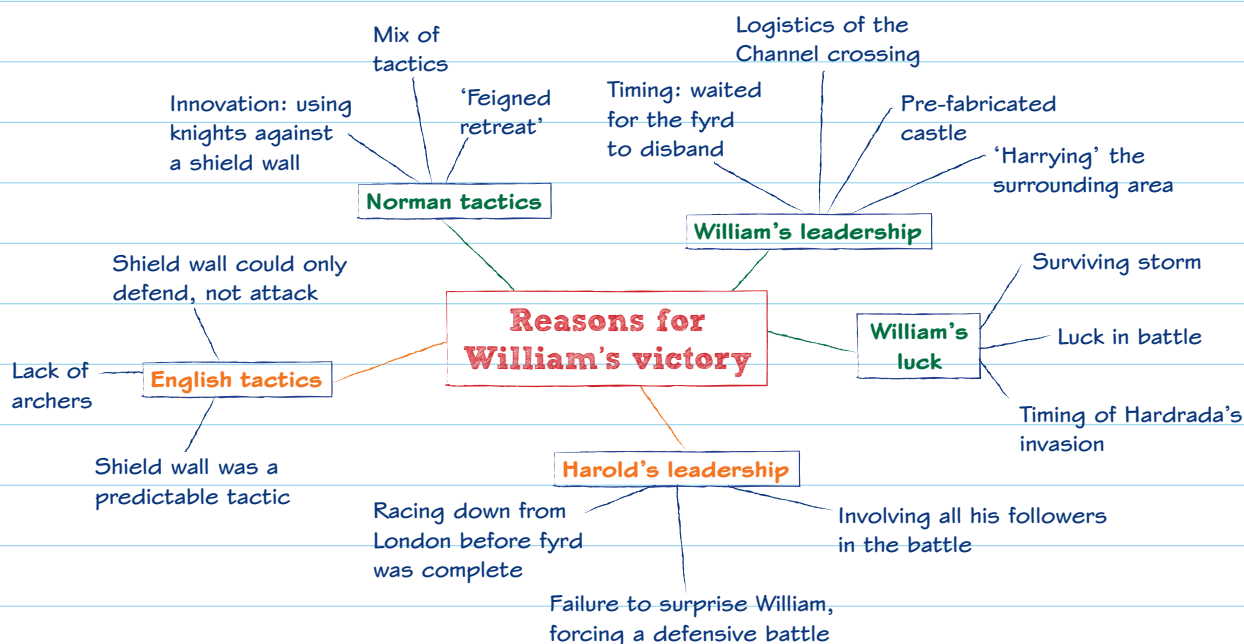 Mix of
tactics
Innovation: using
knights against
a shield wall
‘Feigned
retreat’
Norman tactics
Logistics of the
Channel crossing
Timing: waited
for the fyrd
to disband
Pre-fabricated
castle
‘Harrying’ the
surrounding area
William’s leadership
Reasons for
William’s victory
Surviving storm
William’s
luck
Luck in battle
Timing of Hardrada’s
invasion
Shield wall could only
defend, not attack
Lack of
archers
English tactics
Shield wall was a
predictable tactic
Harold’s leadership
Racing down from
London before fyrd
was complete
Involving all his followers
in the battle
Failure to surprise William,
forcing a defensive battle